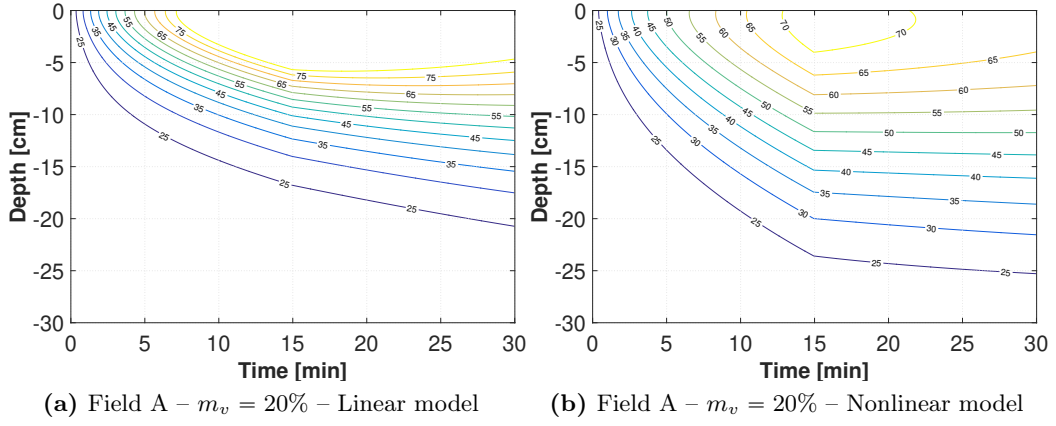 0
-5
-10
-15
-20
-25
-30
Depth [cm]
0 5 10 15 20 25 30
Time [min]
25 35 45 55 65 75
25 35 45 55 65 75
25 35 45 55 65 75
(a) Field A – m_v = 20% – Linear model
0
-5
-10
-15
-20
-25
-30
Depth [cm]
0 5 10 15 20 25 30
Time [min]
25 30 35 40 45 50 55 60 65 70
25 30 35 40 45 50 55 60 65 70
25 30 35 40 45 50 55 60 65
(b) Field A – m_v = 20% – Nonlinear model